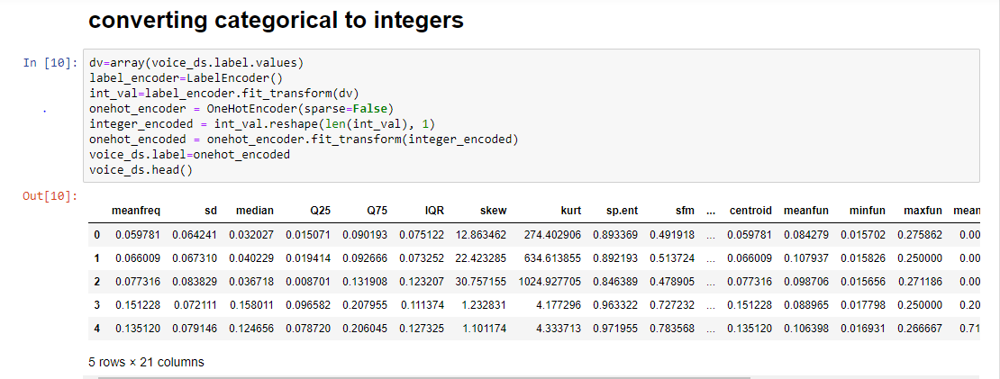 converting categorical to integers
In [10]: dv=array(voice_ds.label.values)
label_encoder=LabelEncoder()
int_val=label_encoder.fit_transform(dv)
onehot_encoder = OneHotEncoder(sparse=False)
integer_encoded = int_val.reshape(len(int_val), 1)
onehot_encoded = onehot_encoder.fit_transform(integer_encoded)
voice_ds.label=onehot_encoded
voice_ds.head()
Out[10]:
meanfreq sd median Q25 Q75 IQR skew kurt sp.ent sfm ... centroid meanfun minfun maxfun mean
0 0.059781 0.064241 0.032027 0.015071 0.090193 0.075122 12.863462 274.402906 0.893369 0.491918 ... 0.059781 0.084279 0.015702 0.275862 0.00
1 0.066009 0.067310 0.040229 0.019414 0.092666 0.073252 22.423285 634.613855 0.892193 0.513724 ... 0.066009 0.107937 0.015826 0.250000 0.00
2 0.077316 0.083829 0.036718 0.008701 0.131908 0.123207 30.757155 1024.927705 0.846389 0.478905 ... 0.077316 0.098706 0.015656 0.271186 0.00
3 0.151228 0.072111 0.158011 0.096582 0.207955 0.111374 1.232831 4.177296 0.963322 0.727232 ... 0.151228 0.088965 0.017798 0.250000 0.20
4 0.135120 0.079146 0.124656 0.078720 0.206045 0.127325 1.101174 4.333713 0.971955 0.783568 ... 0.135120 0.106398 0.016931 0.266667 0.71
5 rows × 21 columns